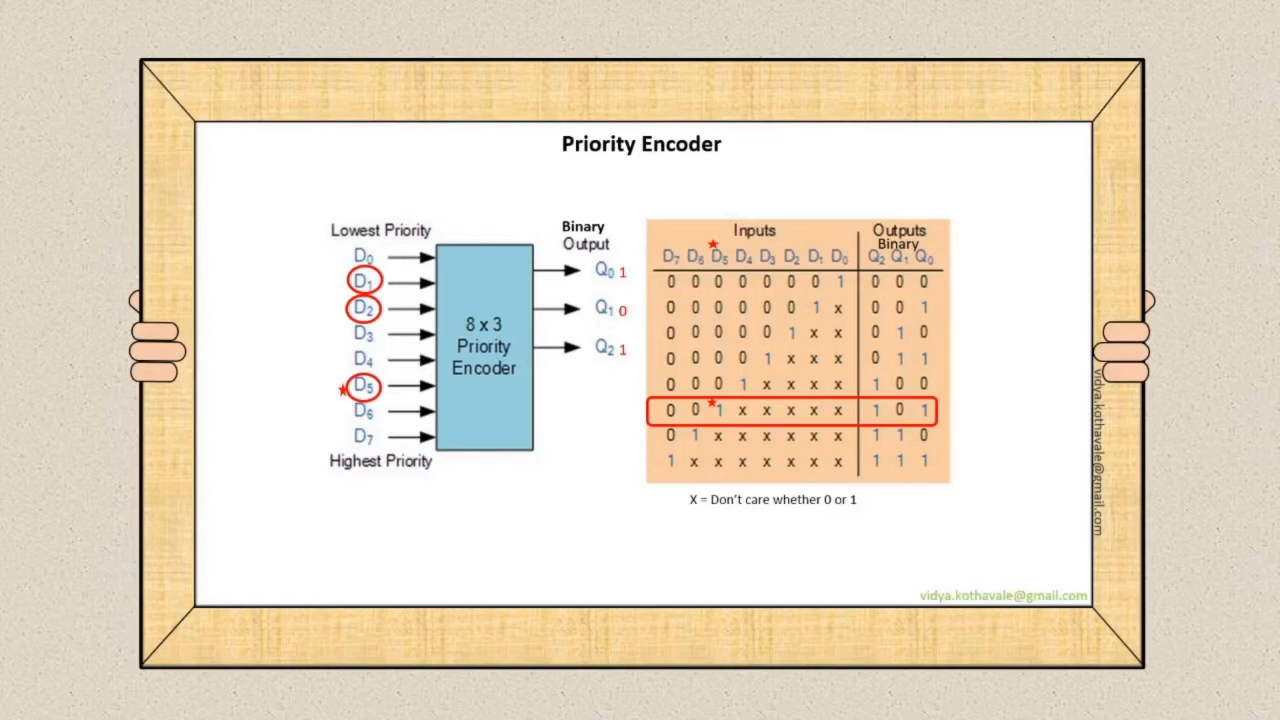 Priority Encoder
Lowest Priority
D0
D1
D2
D3
D4
D5
D6
D7
Highest Priority
8 x 3
Priority
Encoder
Binary
Output
Q0 1
Q1 0
Q2 1
Inputs Outputs
Binary
D7 D6 D5 D4 D3 D2 D1 D0 Q2 Q1 Q0
0 0 0 0 0 0 0 1 0 0 0
0 0 0 0 0 0 1 x 0 0 1
0 0 0 0 0 1 x x 0 1 0
0 0 0 0 1 x x x 0 1 1
0 0 0 1 x x x x 1 0 0
0 0 1 x x x x x 1 0 1
0 1 x x x x x x 1 1 0
1 x x x x x x x 1 1 1
X = Don't care whether 0 or 1
vidya.kothavale@gmail.com
vidya.kothavale@gmail.com